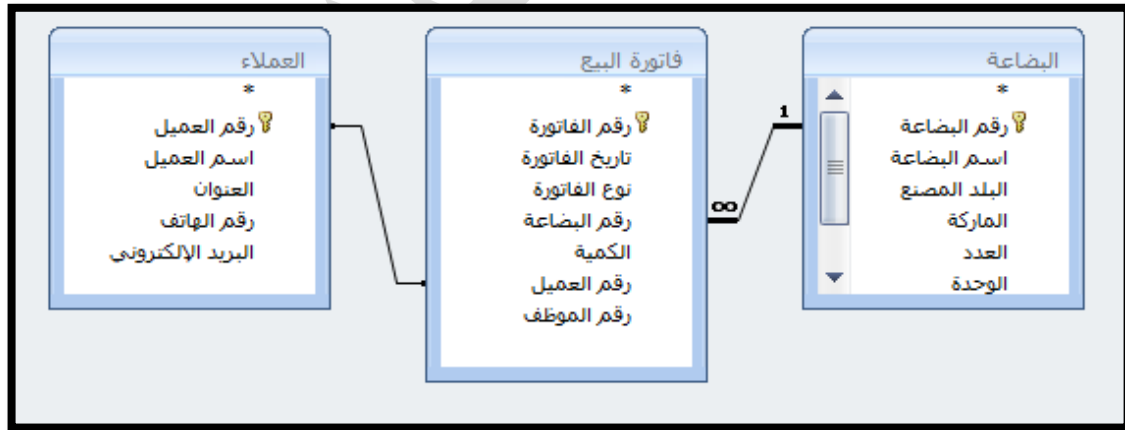 البضاعة
*
رقم البضاعة
اسم البضاعة
البلد المصنع
الماركة
العدد
الوحدة
1
∞
فاتورة البيع
*
رقم الفاتورة
تاريخ الفاتورة
نوع الفاتورة
رقم البضاعة
الكمية
رقم العميل
رقم الموظف
العملاء
*
رقم العميل
اسم العميل
العنوان
رقم الهاتف
البريد الإلكتروني